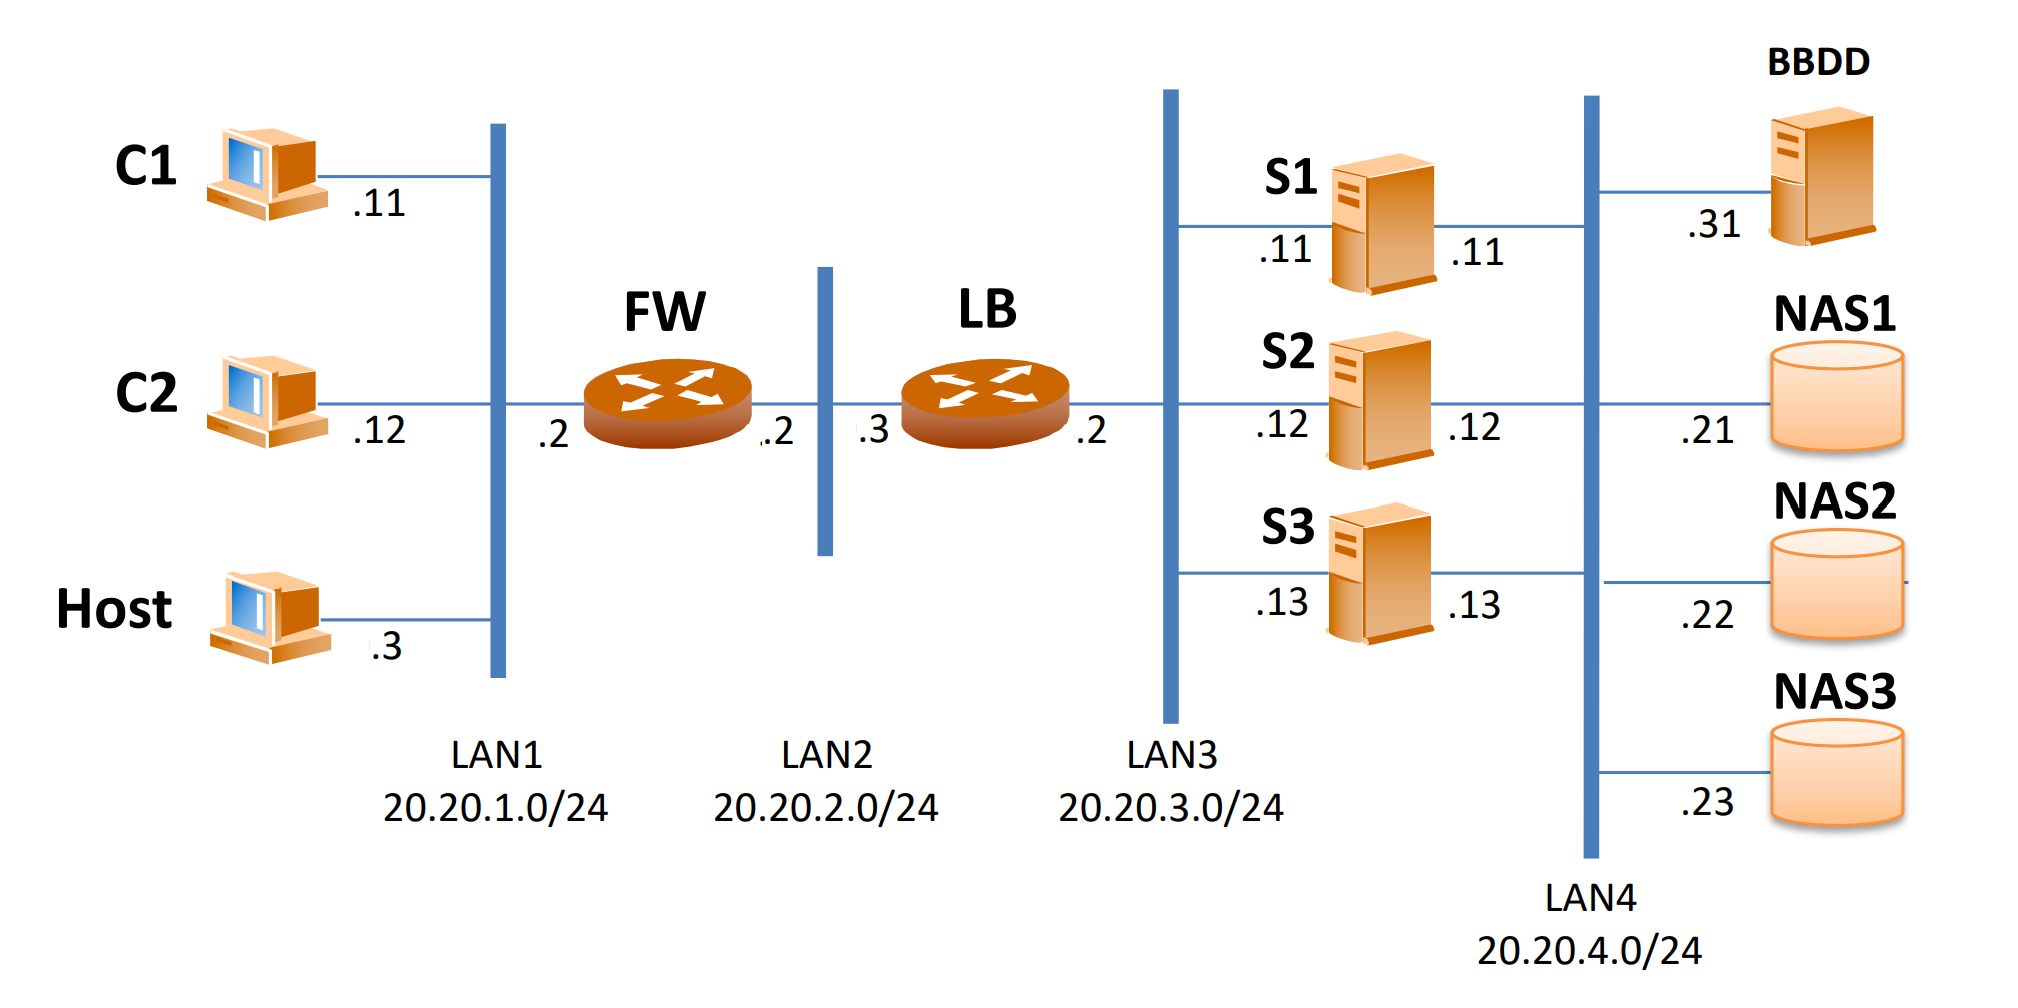 BBDD
C1
.11
S1
.11
.11
.31
FW
LB
NAS1
C2
.12
.2
.2
.3
.2
S2
.12
.12
.21
Host
.3
S3
.13
.13
NAS2
.22
NAS3
.23
LAN1
20.20.1.0/24
LAN2
20.20.2.0/24
LAN3
20.20.3.0/24
LAN4
20.20.4.0/24